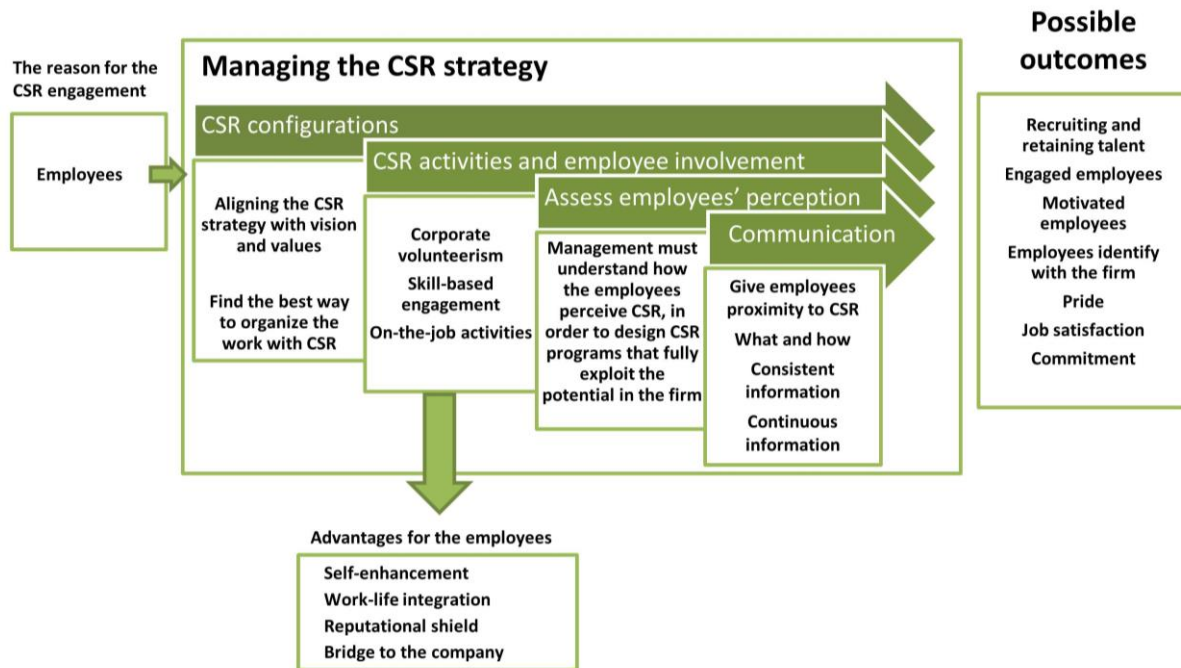 The reason for the
CSR engagement
Employees
Managing the CSR strategy
CSR configurations
Aligning the CSR
strategy with vision
and values
Find the best way
to organize the
work with CSR
CSR activities and employee involvement
Corporate
volunteerism
Skill-based
engagement
On-the-job activities
Assess employees' perception
Management must
understand how
the employees
perceive CSR, in
order to design CSR
programs that fully
exploit the
potential in the firm
Communication
Give employees
proximity to CSR
What and how
Consistent
information
Continuous
information
Possible
outcomes
Recruiting and
retaining talent
Engaged employees
Motivated
employees
Employees identify
with the firm
Pride
Job satisfaction
Commitment
Advantages for the employees
Self-enhancement
Work-life integration
Reputational shield
Bridge to the company